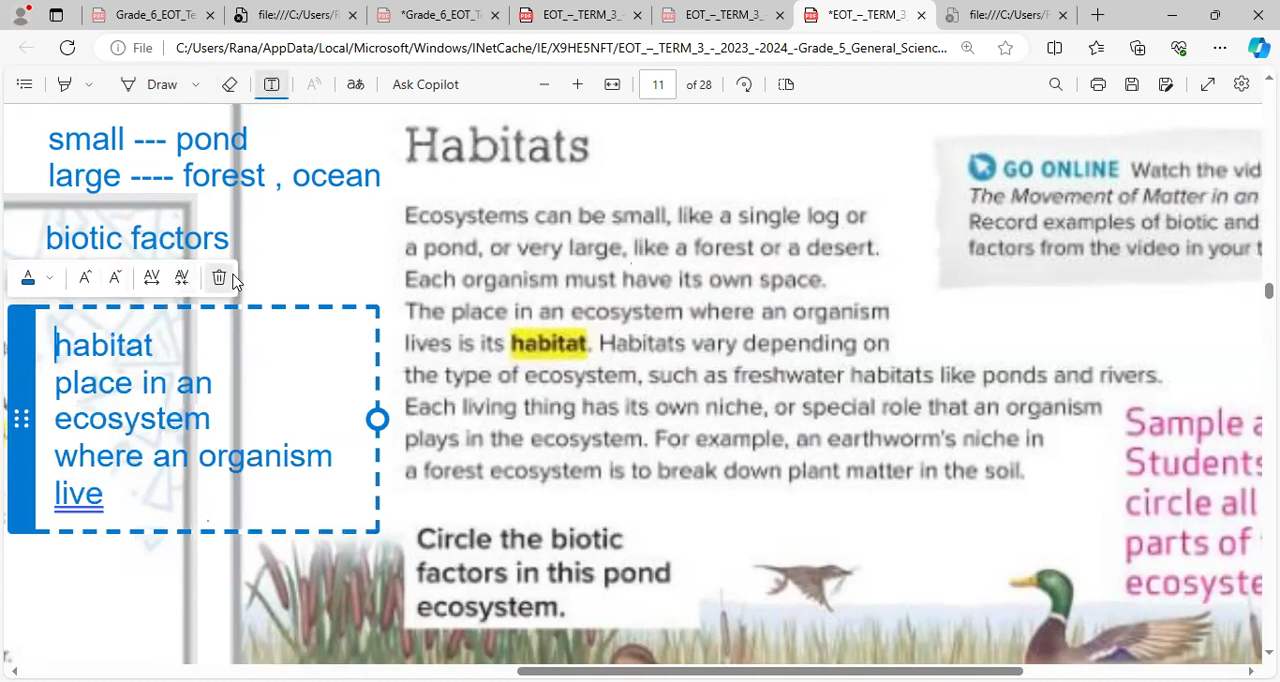 Grade_6_EOT_Te
file:///C:/Users/R
*Grade_6_EOT_T
EOT_–_TERM_3_
EOT_–_TERM_3_
*EOT_–_TERM_3_
file:///C:/Users/R
File
C:/Users/Rana/AppData/Local/Microsoft/Windows/INetCache/IE/X9HE5NFT/EOT_–_TERM_3_-_2023_-2024_-Grade_5_General_Scienc...
Draw
aあ
Ask Copilot
11
of 28
small --- pond
large ---- forest , ocean
biotic factors
habitat
place in an
ecosystem
where an organism
live
Habitats
Ecosystems can be small, like a single log or
a pond, or very large, like a forest or a desert.
Each organism must have its own space.
The place in an ecosystem where an organism
lives is its habitat. Habitats vary depending on
the type of ecosystem, such as freshwater habitats like ponds and rivers.
Each living thing has its own niche, or special role that an organism
plays in the ecosystem. For example, an earthworm's niche in
a forest ecosystem is to break down plant matter in the soil.
GO ONLINE Watch the vid
The Movement of Matter in an
Record examples of biotic and
factors from the video in your
Circle the biotic
factors in this pond
ecosystem.
Sample a
Students
circle all
parts of
ecosyste